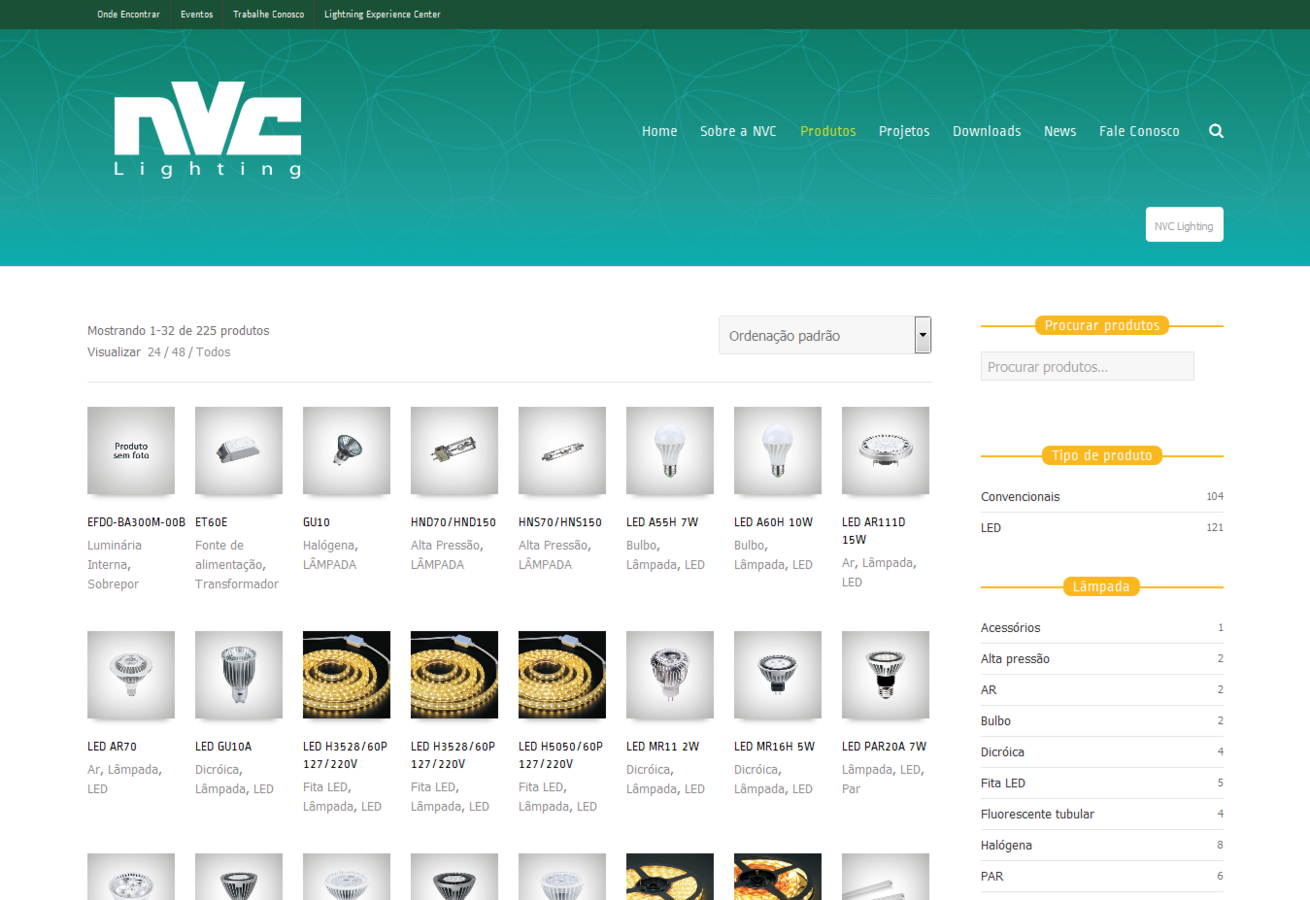 Onde Encontrar
Eventos
Trabalhe Conosco
Lightning Experience Center
nvc
Lighting
Home
Sobre a NVC
Produtos
Projetos
Downloads
News
Fale Conosco
NVC Lighting
Mostrando 1-32 de 225 produtos
Visualizar 24 / 48 / Todos
Ordenação padrão
Produto
sem foto
EFDO-BA300M-00B
Luminária
Interna,
Sobrepor
ET60E
Fonte de
alimentação,
Transformador
GU10
Halógena,
LÂMPADA
HND70/HND150
Alta Pressão,
LÂMPADA
HNS70/HNS150
Alta Pressão,
LÂMPADA
LED A55H 7W
Bulbo,
Lâmpada, LED
LED A60H 10W
Bulbo,
Lâmpada, LED
LED AR111D
15W
Ar, Lâmpada,
LED
LED AR70
Ar, Lâmpada,
LED
LED GU10A
Dicróica,
Lâmpada, LED
LED H3528/60P
127/220V
Fita LED,
Lâmpada, LED
LED H3528/60P
127/220V
Fita LED,
Lâmpada, LED
LED H5050/60P
127/220V
Fita LED,
Lâmpada, LED
LED MR11 2W
Dicróica,
Lâmpada, LED
LED MR16H 5W
Dicróica,
Lâmpada, LED
LED PAR20A 7W
Lâmpada, LED,
Par
Procurar produtos
Procurar produtos...
Tipo de produto
Convencionais 104
LED 121
Lâmpada
Acessórios 1
Alta pressão 2
AR 2
Bulbo 2
Dicróica 4
Fita LED 5
Fluorescente tubular 4
Halógena 8
PAR 6